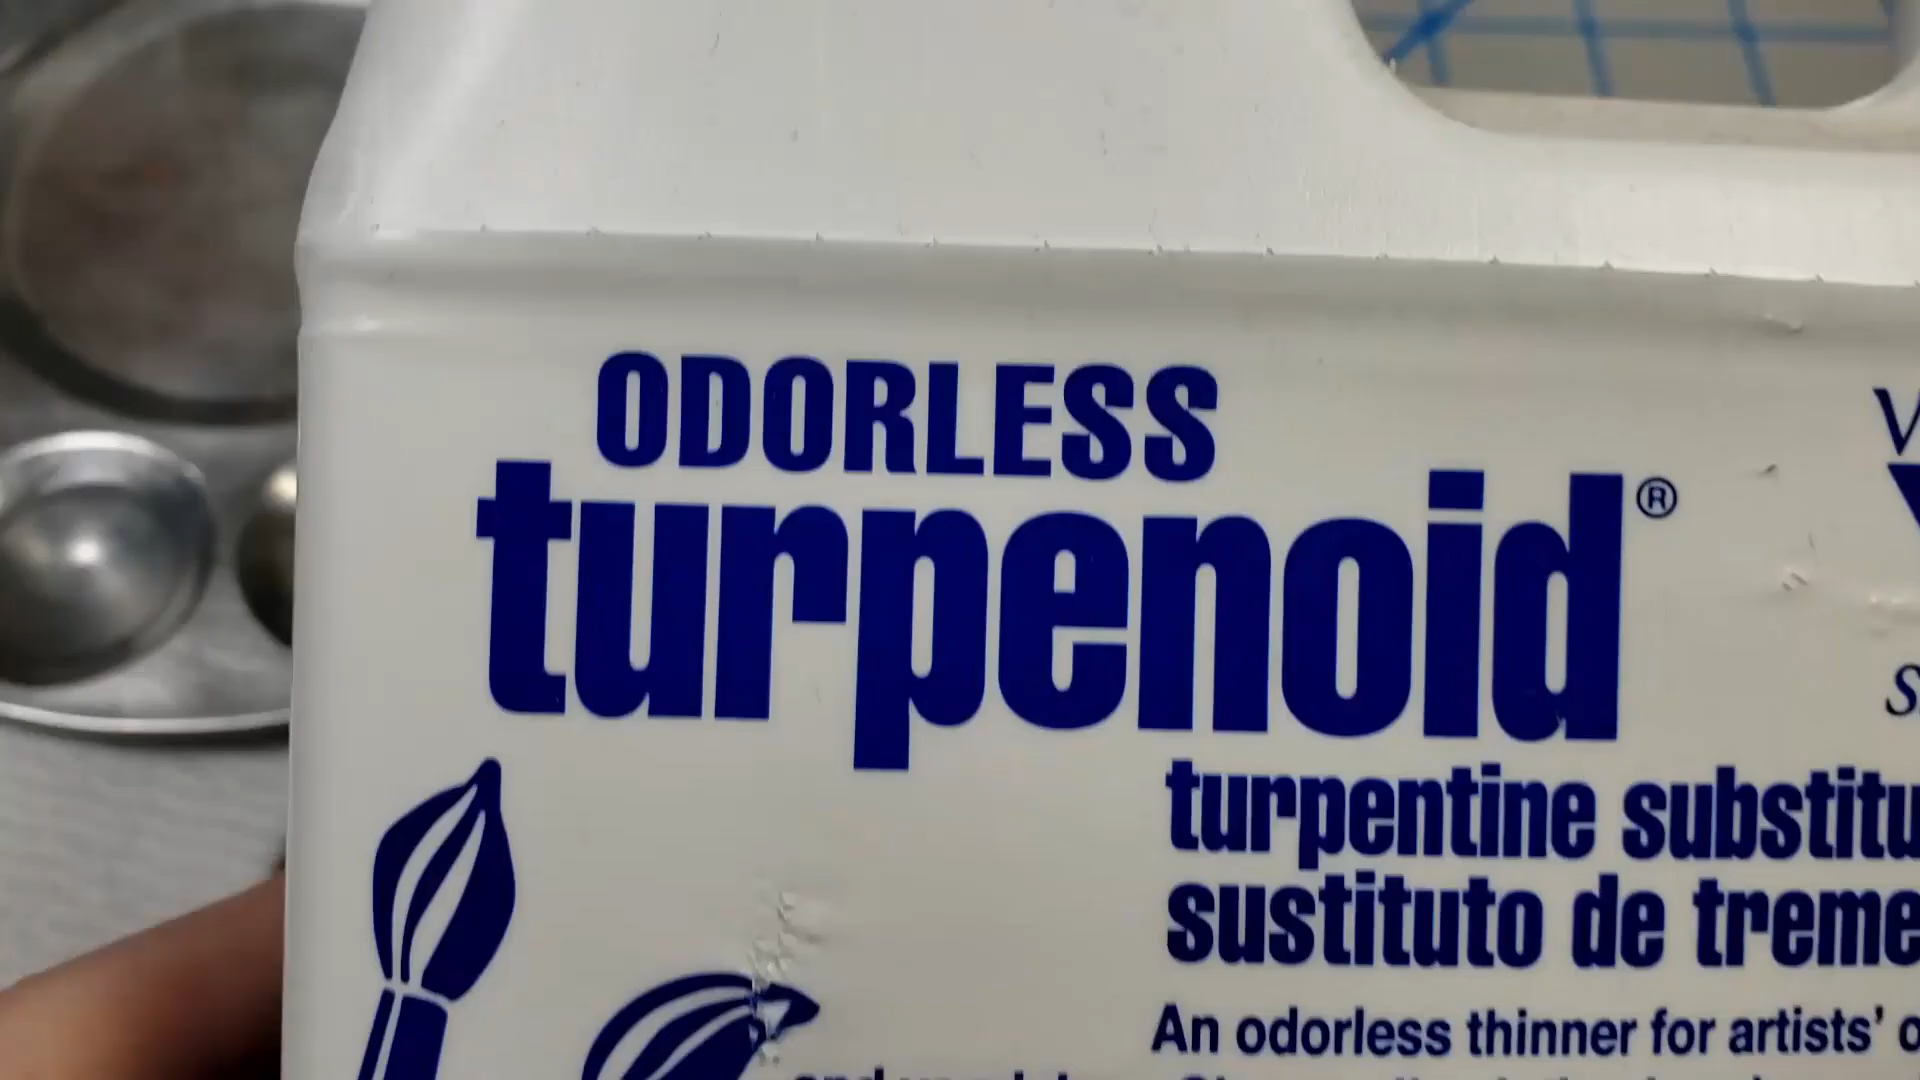 ODORLESS
turpenoid®
turpentine substitu
sustituto de treme
An odorless thinner for artists' o